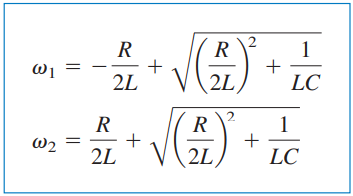 ω₁ = −R/2L + √((R/2L)² + 1/LC)
ω₂ = R/2L + √((R/2L)² + 1/LC)